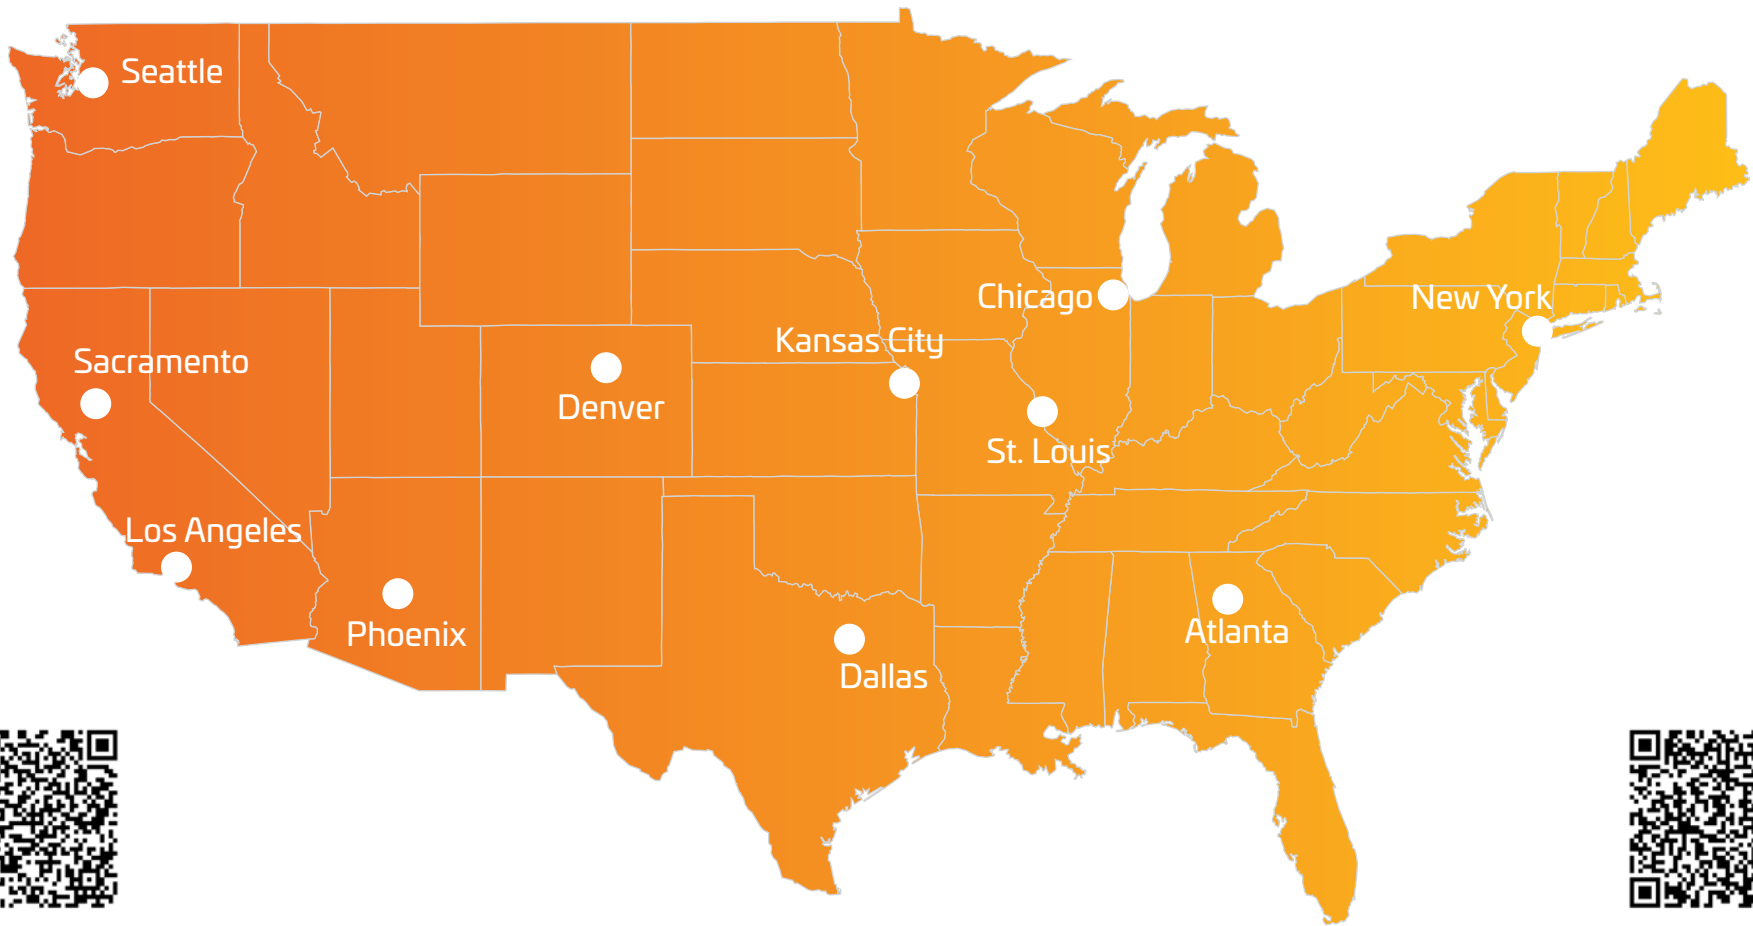 Seattle
Chicago
New York
Kansas City
Sacramento
Denver
St. Louis
Los Angeles
Phoenix
Atlanta
Dallas